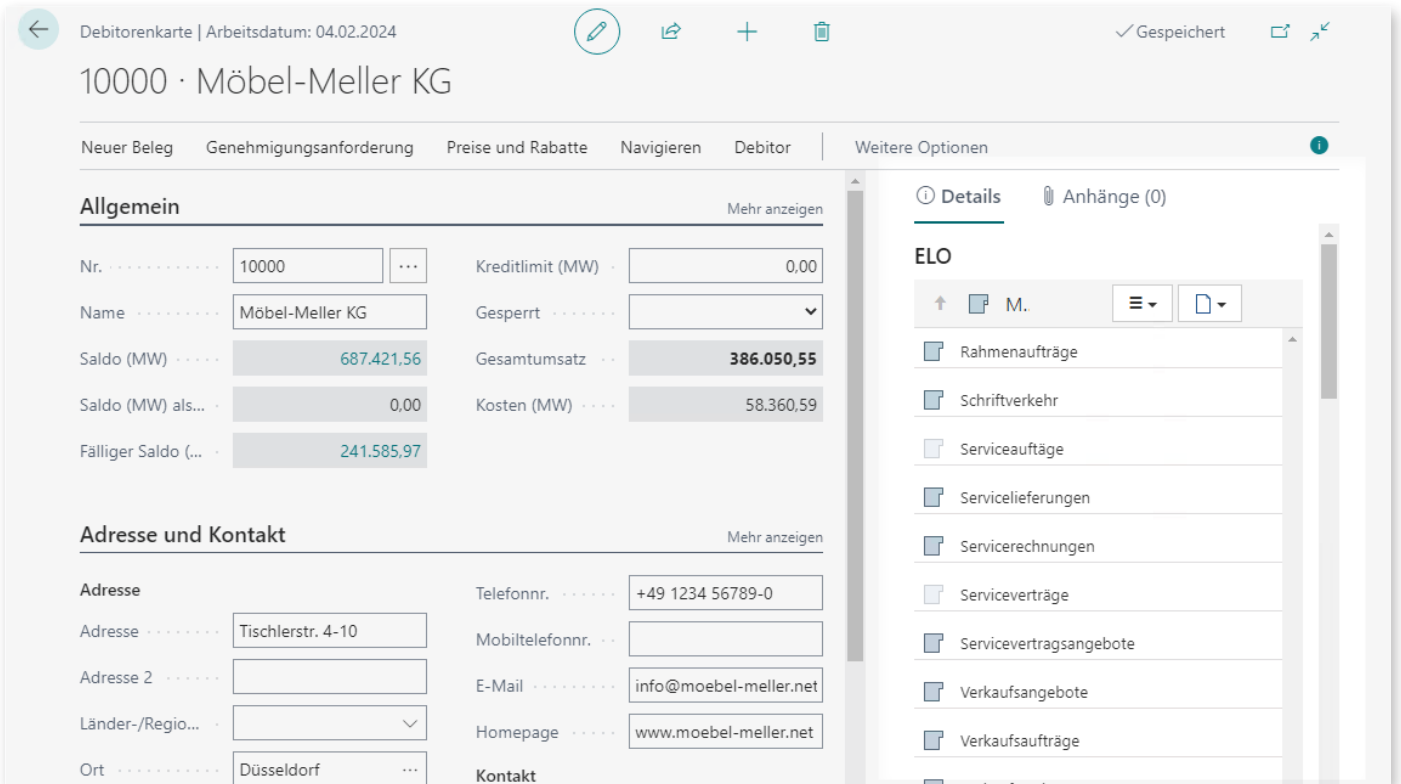 Debitorenkarte | Arbeitsdatum: 04.02.2024
Gespeichert
10000 · Möbel-Meller KG
Neuer Beleg Genehmigungsanforderung Preise und Rabatte Navigieren Debitor Weitere Optionen
Allgemein Mehr anzeigen
Nr. 10000 ...
Name Möbel-Meller KG
Saldo (MW) 687.421,56
Saldo (MW) als... 0,00
Fälliger Saldo (... 241.585,97
Kreditlimit (MW) 0,00
Gesperrt
Gesamtumsatz 386.050,55
Kosten (MW) 58.360,59
Adresse und Kontakt Mehr anzeigen
Adresse
Adresse Tischlerstr. 4-10
Adresse 2
Länder-/Regio...
Ort Düsseldorf ...
Telefonnr. +49 1234 56789-0
Mobiltelefonnr.
E-Mail info@moebel-meller.net
Homepage www.moebel-meller.net
Kontakt
Details Anhänge (0)
ELO
M.
Rahmenaufträge
Schriftverkehr
Serviceauftäge
Servicelieferungen
Servicerechnungen
Serviceverträge
Servicevertragsangebote
Verkaufsangebote
Verkaufsaufträge